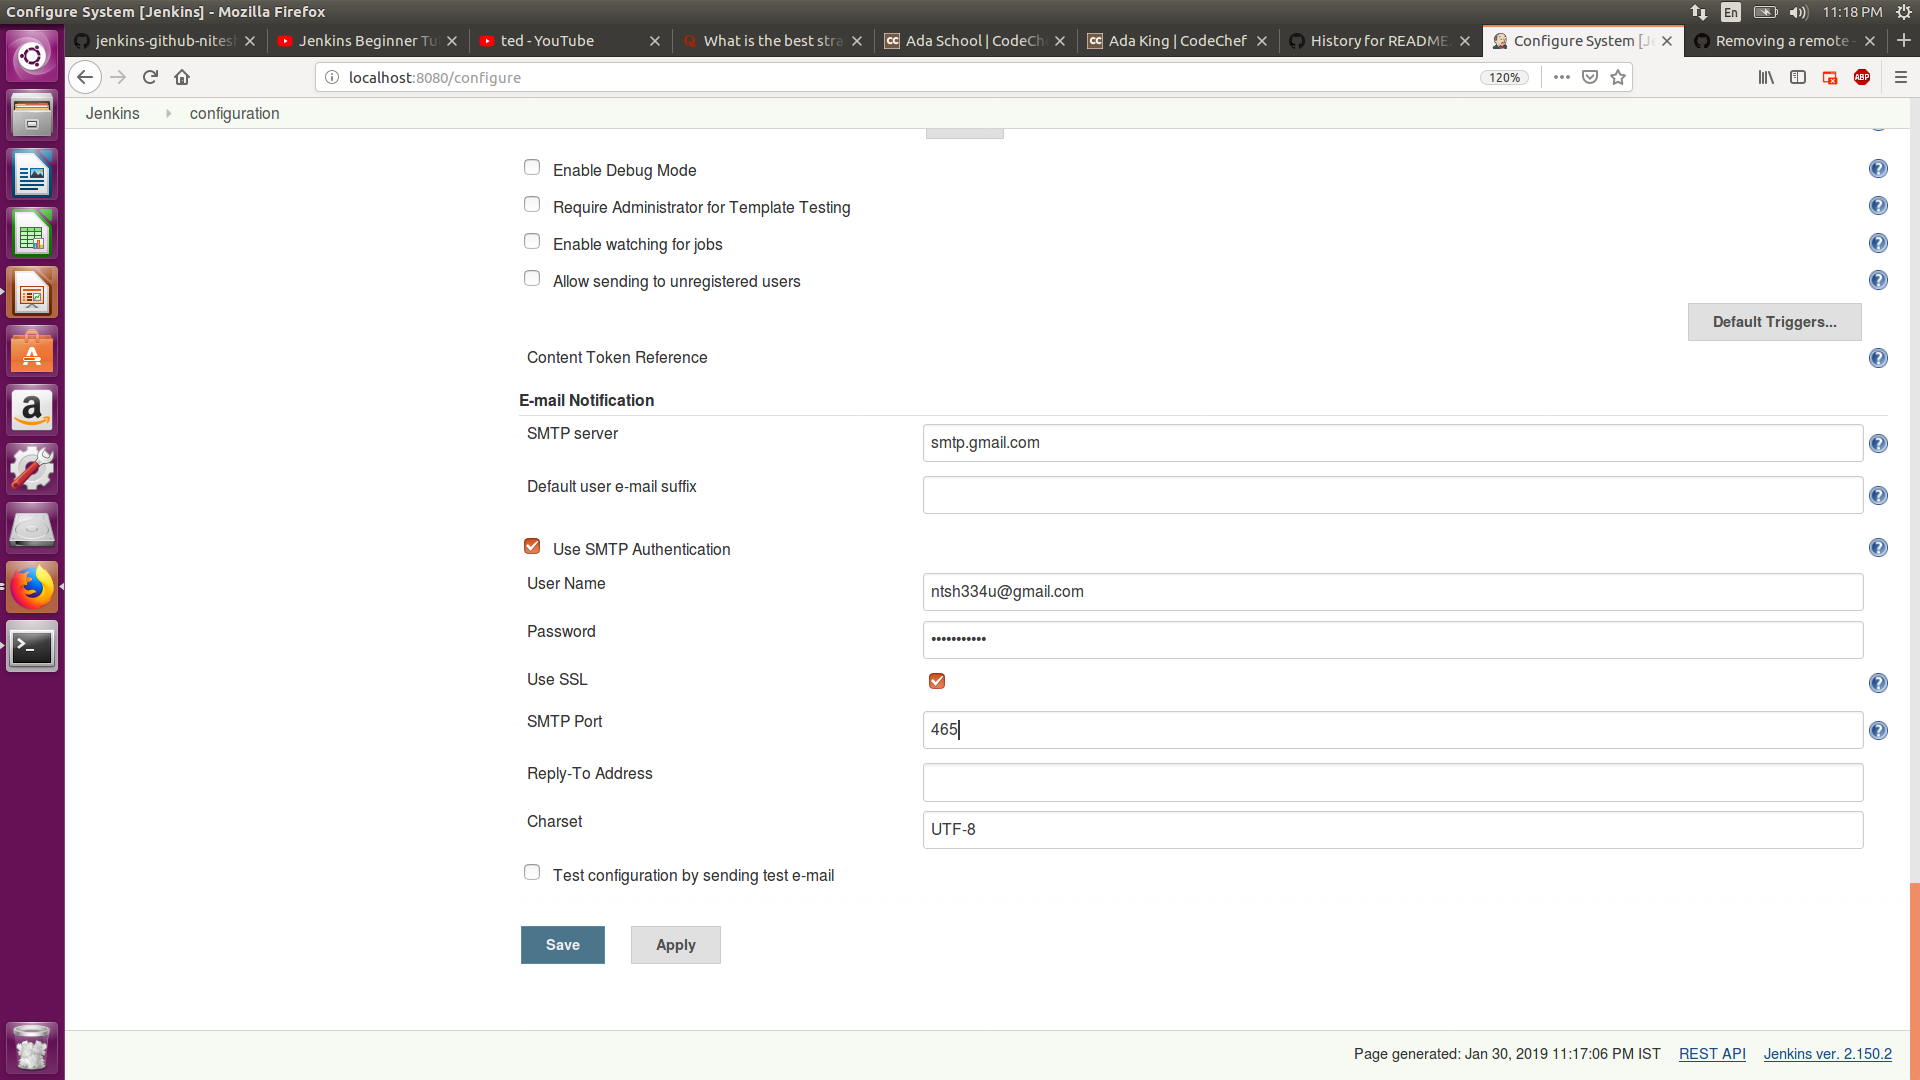 Configure System [Jenkins] - Mozilla Firefox
En
11:18 PM
jenkins-github-nitesh
Jenkins Beginner Tu
ted - YouTube
What is the best stra
Ada School | CodeChe
Ada King | CodeChef
History for README.
Configure System [Je
Removing a remote -
localhost:8080/configure
120%
ABP
Jenkins
configuration
Enable Debug Mode
Require Administrator for Template Testing
Enable watching for jobs
Allow sending to unregistered users
Default Triggers...
Content Token Reference
E-mail Notification
SMTP server
smtp.gmail.com
Default user e-mail suffix
Use SMTP Authentication
User Name
ntsh334u@gmail.com
Password
•••••••••••
Use SSL
SMTP Port
465
Reply-To Address
Charset
UTF-8
Test configuration by sending test e-mail
Save
Apply
Page generated: Jan 30, 2019 11:17:06 PM IST
REST API
Jenkins ver. 2.150.2